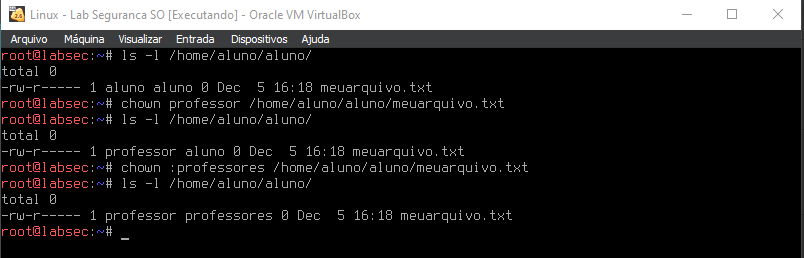 Linux - Lab Seguranca SO [Executando] - Oracle VM VirtualBox
Arquivo Máquina Visualizar Entrada Dispositivos Ajuda
root@labsec:~# ls -l /home/aluno/aluno/
total 0
-rw-r----- 1 aluno aluno 0 Dec  5 16:18 meuarquivo.txt
root@labsec:~# chown professor /home/aluno/aluno/meuarquivo.txt
root@labsec:~# ls -l /home/aluno/aluno/
total 0
-rw-r----- 1 professor aluno 0 Dec  5 16:18 meuarquivo.txt
root@labsec:~# chown :professores /home/aluno/aluno/meuarquivo.txt
root@labsec:~# ls -l /home/aluno/aluno/
total 0
-rw-r----- 1 professor professores 0 Dec  5 16:18 meuarquivo.txt
root@labsec:~# _